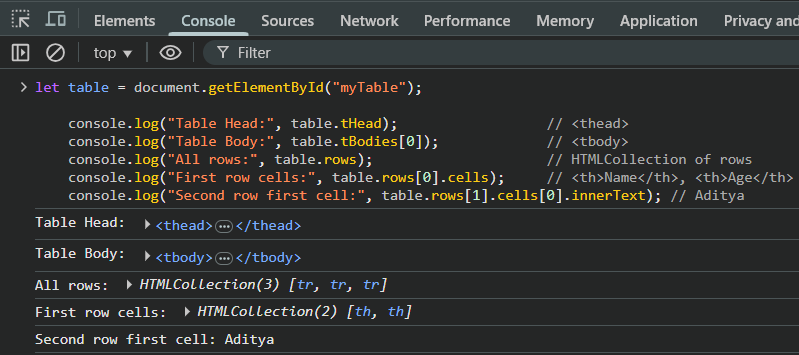 Elements Console Sources Network Performance Memory Application Privacy and
top Filter
let table = document.getElementById("myTable");
console.log("Table Head:", table.tHead); // <thead>
console.log("Table Body:", table.tBodies[0]); // <tbody>
console.log("All rows:", table.rows); // HTMLCollection of rows
console.log("First row cells:", table.rows[0].cells); // <th>Name</th>, <th>Age</th>
console.log("Second row first cell:", table.rows[1].cells[0].innerText); // Aditya
Table Head: <thead>…</thead>
Table Body: <tbody>…</tbody>
All rows: HTMLCollection(3) [tr, tr, tr]
First row cells: HTMLCollection(2) [th, th]
Second row first cell: Aditya